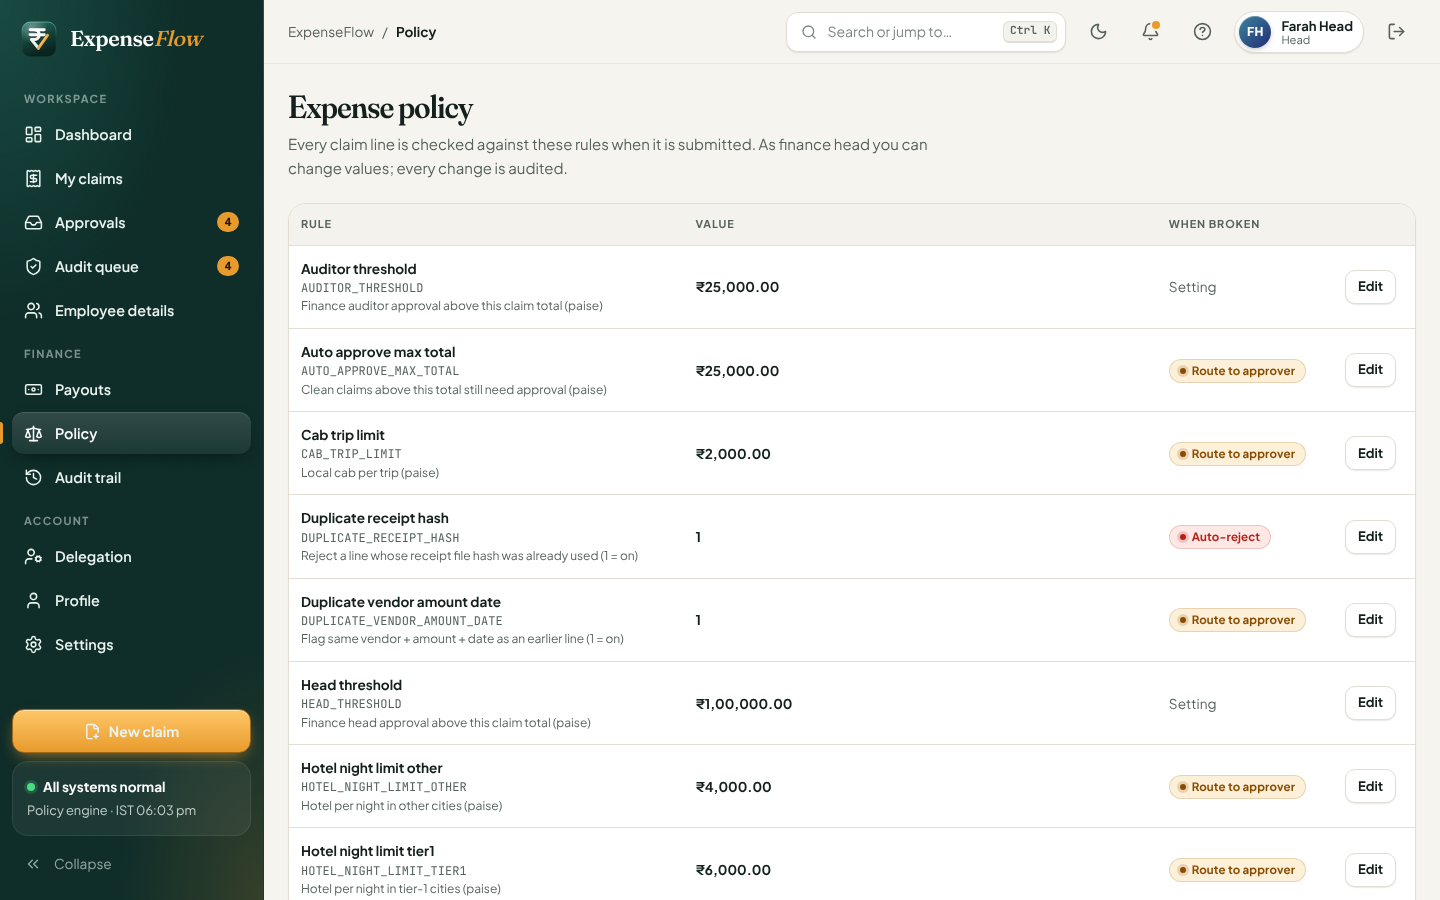 ExpenseFlow
WORKSPACE
Dashboard
My claims
Approvals 4
Audit queue 4
Employee details
FINANCE
Payouts
Policy
Audit trail
ACCOUNT
Delegation
Profile
Settings
New claim
All systems normal
Policy engine · IST 06:03 pm
Collapse
ExpenseFlow / Policy
Search or jump to... Ctrl K
FH Farah Head
Head
Expense policy
Every claim line is checked against these rules when it is submitted. As finance head you can
change values; every change is audited.
RULE VALUE WHEN BROKEN
Auditor threshold
AUDITOR_THRESHOLD
Finance auditor approval above this claim total (paise)
₹25,000.00 Setting Edit
Auto approve max total
AUTO_APPROVE_MAX_TOTAL
Clean claims above this total still need approval (paise)
₹25,000.00 Route to approver Edit
Cab trip limit
CAB_TRIP_LIMIT
Local cab per trip (paise)
₹2,000.00 Route to approver Edit
Duplicate receipt hash
DUPLICATE_RECEIPT_HASH
Reject a line whose receipt file hash was already used (1 = on)
1 Auto-reject Edit
Duplicate vendor amount date
DUPLICATE_VENDOR_AMOUNT_DATE
Flag same vendor + amount + date as an earlier line (1 = on)
1 Route to approver Edit
Head threshold
HEAD_THRESHOLD
Finance head approval above this claim total (paise)
₹1,00,000.00 Setting Edit
Hotel night limit other
HOTEL_NIGHT_LIMIT_OTHER
Hotel per night in other cities (paise)
₹4,000.00 Route to approver Edit
Hotel night limit tier1
HOTEL_NIGHT_LIMIT_TIER1
Hotel per night in tier-1 cities (paise)
₹6,000.00 Route to approver Edit